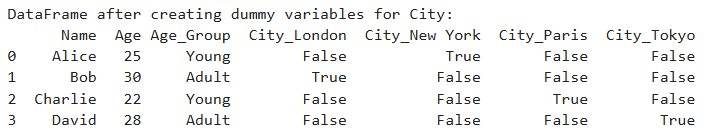 DataFrame after creating dummy variables for City:
      Name  Age Age_Group  City_London  City_New York  City_Paris  City_Tokyo
0    Alice   25     Young        False           True       False       False
1      Bob   30     Adult         True          False       False       False
2  Charlie   22     Young        False          False        True       False
3    David   28     Adult        False          False       False        True